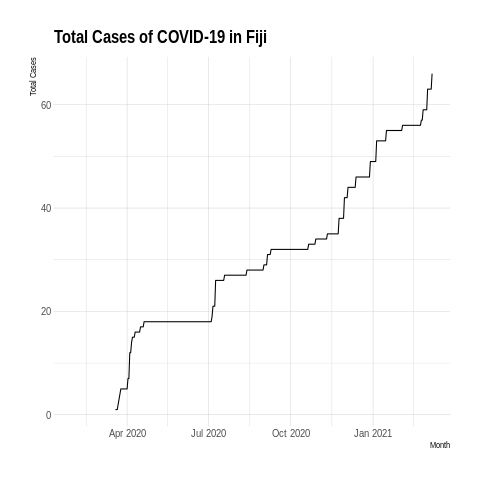 Total Cases of COVID-19 in Fiji
Total Cases
60
40
20
0
Apr 2020 Jul 2020 Oct 2020 Jan 2021
Month